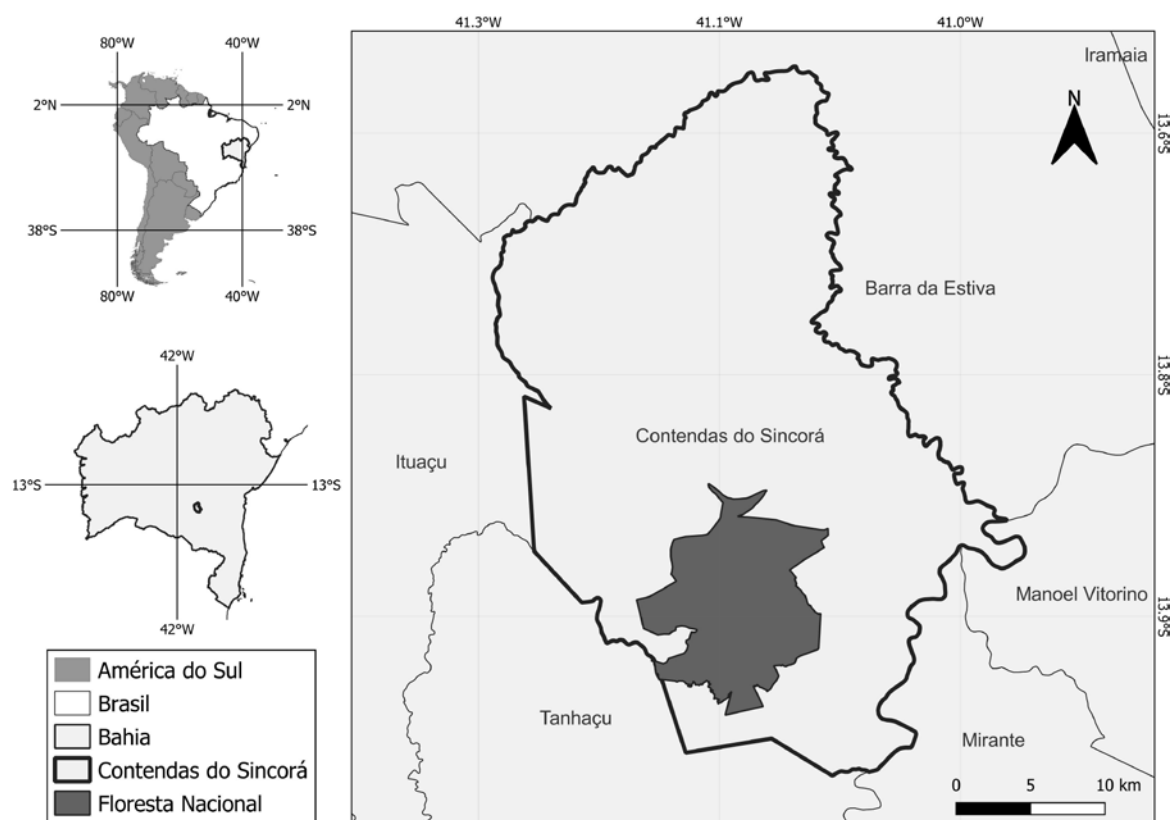 80°W 40°W
2°N 2°N
38°S 38°S
80°W 40°W
42°W
13°S 13°S
42°W
América do Sul
Brasil
Bahia
Contendas do Sincorá
Floresta Nacional
41.3°W 41.1°W 41.0°W
Iramaia
N
13.6°S
Barra da Estiva
13.8°S
Contendas do Sincorá
Ituaçu
Manoel Vitorino
13.9°S
Tanhaçu
Mirante
0 5 10 km